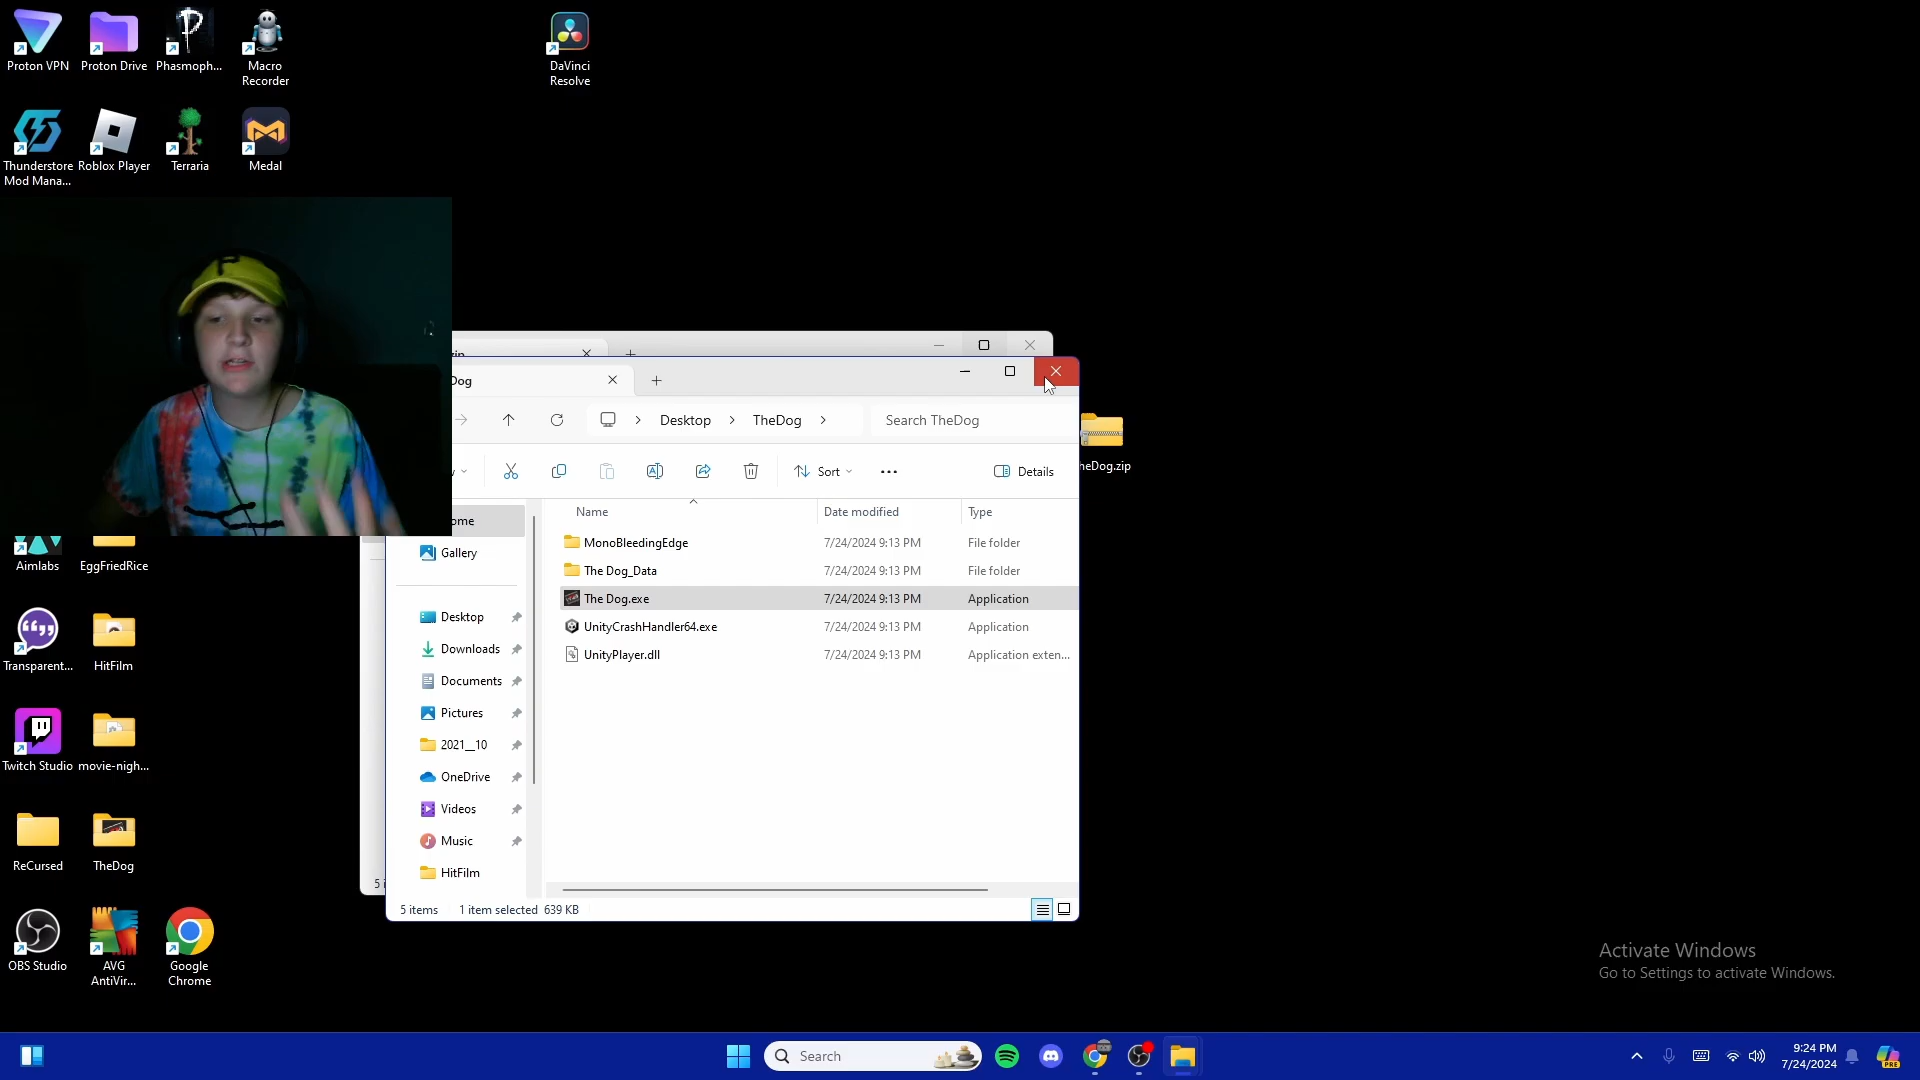 Proton VPN
Proton Drive
Phasmoph...
Macro
Recorder
DaVinci
Resolve
Thunderstore
Mod Mana...
Roblox Player
Terraria
Medal
P
Dog
Desktop
TheDog
Search TheDog
Sort
Details
heDog.zip
Name
Date modified
Type
MonoBleedingEdge
7/24/2024 9:13 PM
File folder
The Dog_Data
7/24/2024 9:13 PM
File folder
The Dog.exe
7/24/2024 9:13 PM
Application
UnityCrashHandler64.exe
7/24/2024 9:13 PM
Application
UnityPlayer.dll
7/24/2024 9:13 PM
Application exten...
ome
Gallery
Desktop
Downloads
Documents
Pictures
2021__10
OneDrive
Videos
Music
HitFilm
5 i
5 items
1 item selected 639 KB
Aimlabs
EggFriedRice
Transparent...
HitFilm
Twitch Studio
movie-nigh...
ReCursed
TheDog
OBS Studio
AVG
AntiVir...
Google
Chrome
Activate Windows
Go to Settings to activate Windows.
Search
9:24 PM
7/24/2024
PRE